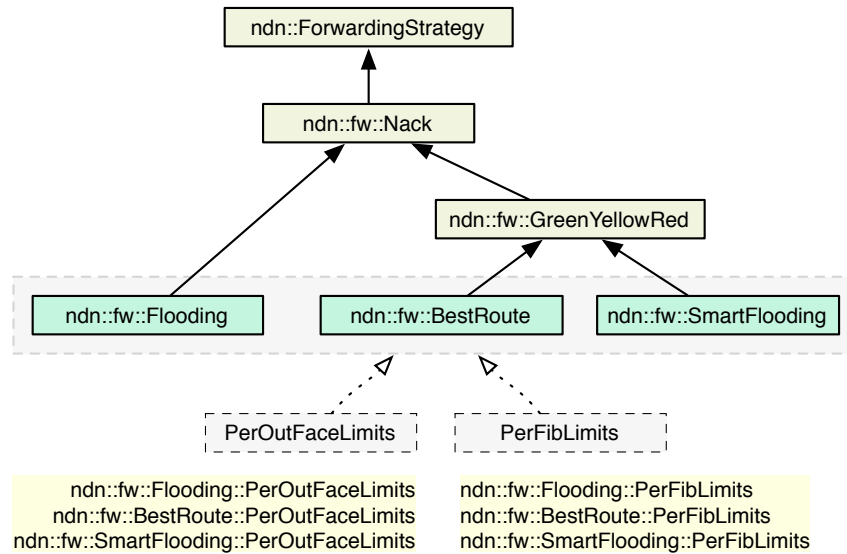 ndn::ForwardingStrategy
ndn::fw::Nack
ndn::fw::GreenYellowRed
ndn::fw::Flooding
ndn::fw::BestRoute
ndn::fw::SmartFlooding
PerOutFaceLimits
PerFibLimits
ndn::fw::Flooding::PerOutFaceLimits
ndn::fw::BestRoute::PerOutFaceLimits
ndn::fw::SmartFlooding::PerOutFaceLimits
ndn::fw::Flooding::PerFibLimits
ndn::fw::BestRoute::PerFibLimits
ndn::fw::SmartFlooding::PerFibLimits